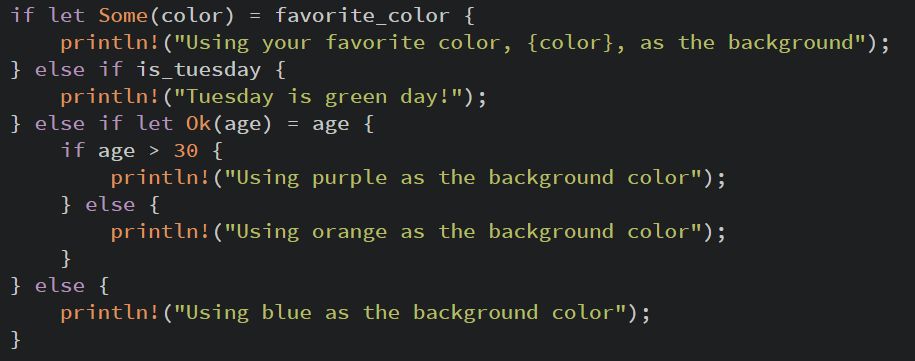 if let Some(color) = favorite_color {
    println!("Using your favorite color, {color}, as the background");
} else if is_tuesday {
    println!("Tuesday is green day!");
} else if let Ok(age) = age {
    if age > 30 {
        println!("Using purple as the background color");
    } else {
        println!("Using orange as the background color");
    }
} else {
    println!("Using blue as the background color");
}